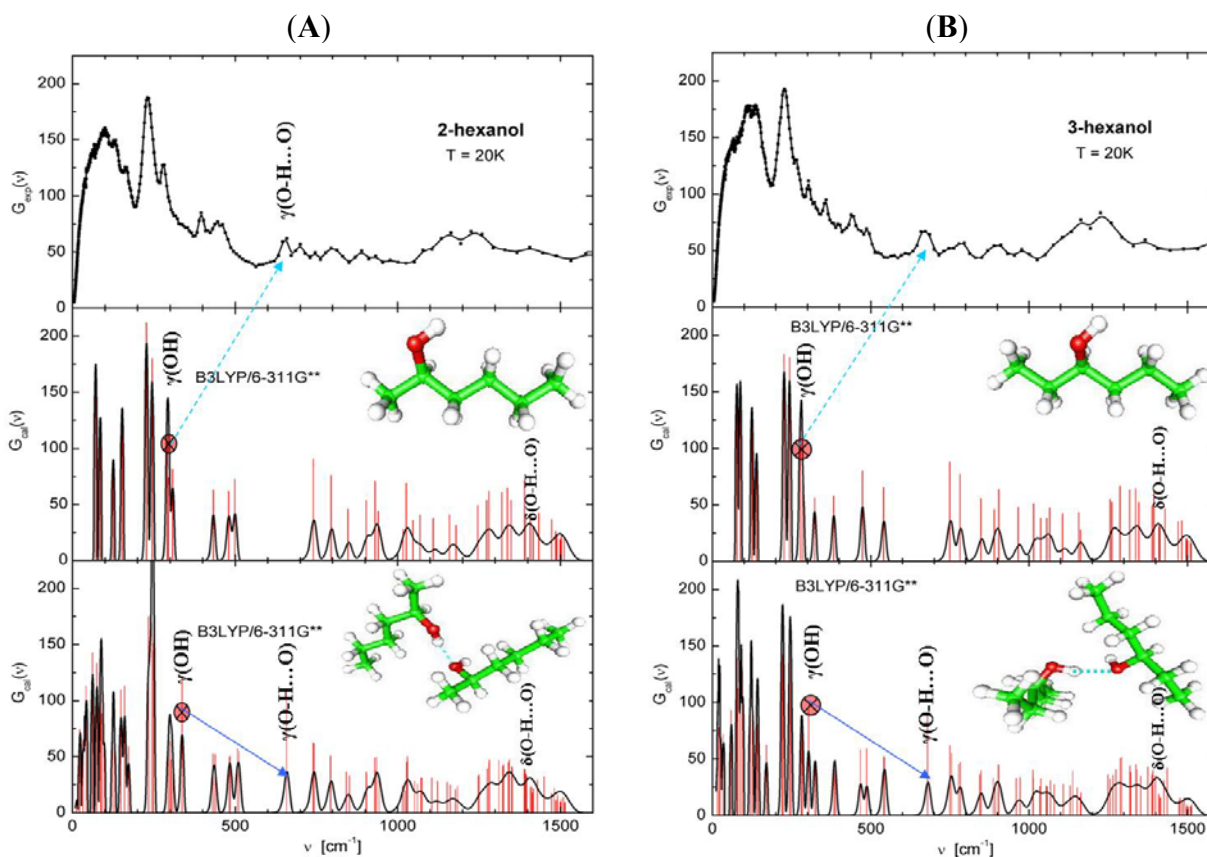 (A)
200
150
100
50
0
G_exp(ν)
2-hexanol
T = 20K
γ(O-H...O)
200
150
100
50
0
G_cal(ν)
γ(OH)
B3LYP/6-311G**
δ(O-H...O)
200
150
100
50
0
G_cal(ν)
γ(OH)
B3LYP/6-311G**
γ(O-H...O)
δ(O-H...O)
0 500 1000 1500
ν [cm⁻¹]
(B)
200
150
100
50
0
G_exp(ν)
3-hexanol
T = 20K
γ(O-H...O)
200
150
100
50
0
G_cal(ν)
γ(OH)
B3LYP/6-311G**
δ(O-H...O)
200
150
100
50
0
G_cal(ν)
B3LYP/6-311G**
γ(OH)
γ(O-H...O)
δ(O-H...O)
0 500 1000 1500
ν [cm⁻¹]